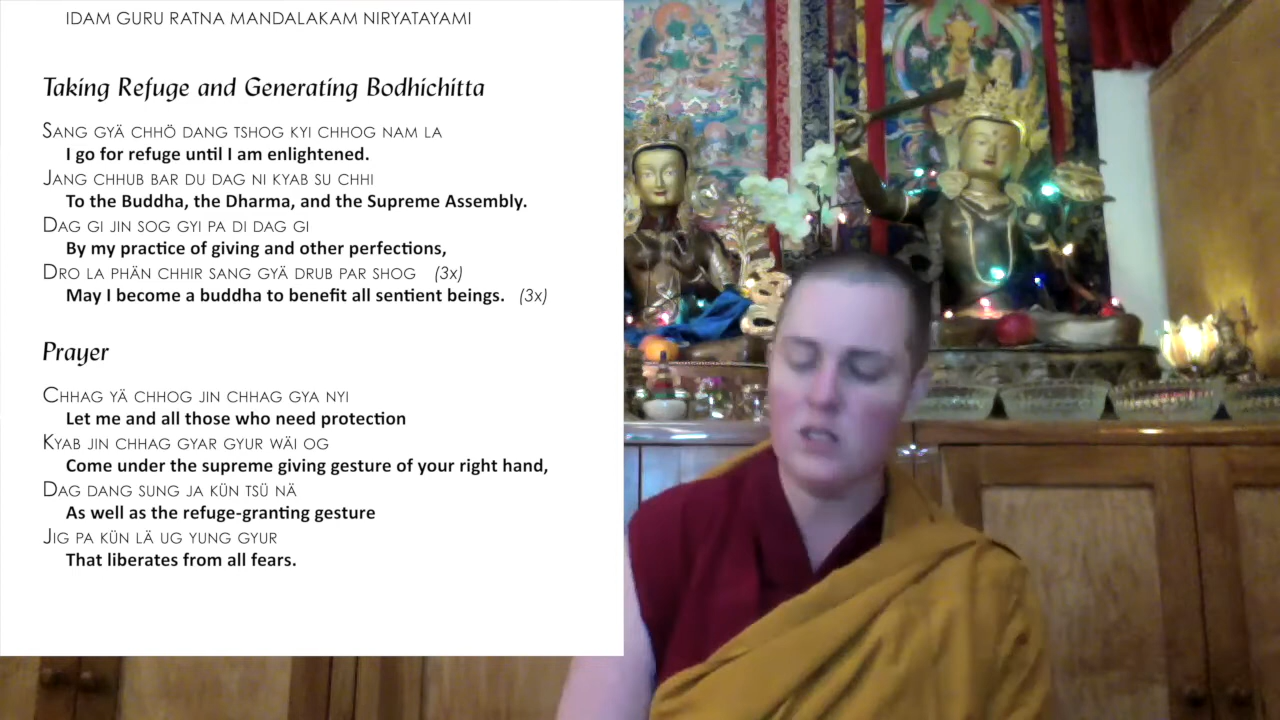 IDAM GURU RATNA MANDALAKAM NIRYATAYAMI
Taking Refuge and Generating Bodhichitta
SANG GYÄ CHHÖ DANG TSHOG KYI CHHOG NAM LA
I go for refuge until I am enlightened.
JANG CHHUB BAR DU DAG NI KYAB SU CHHI
To the Buddha, the Dharma, and the Supreme Assembly.
DAG GI JIN SOG GYI PA DI DAG GI
By my practice of giving and other perfections,
DRO LA PHÄN CHHIR SANG GYÄ DRUB PAR SHOG (3x)
May I become a buddha to benefit all sentient beings. (3x)
Prayer
CHHAG YÄ CHHOG JIN CHHAG GYA NYI
Let me and all those who need protection
KYAB JIN CHHAG GYAR GYUR WÄI OG
Come under the supreme giving gesture of your right hand,
DAG DANG SUNG JA KÜN TSÜ NÄ
As well as the refuge-granting gesture
JIG PA KÜN LÄ UG YUNG GYUR
That liberates from all fears.